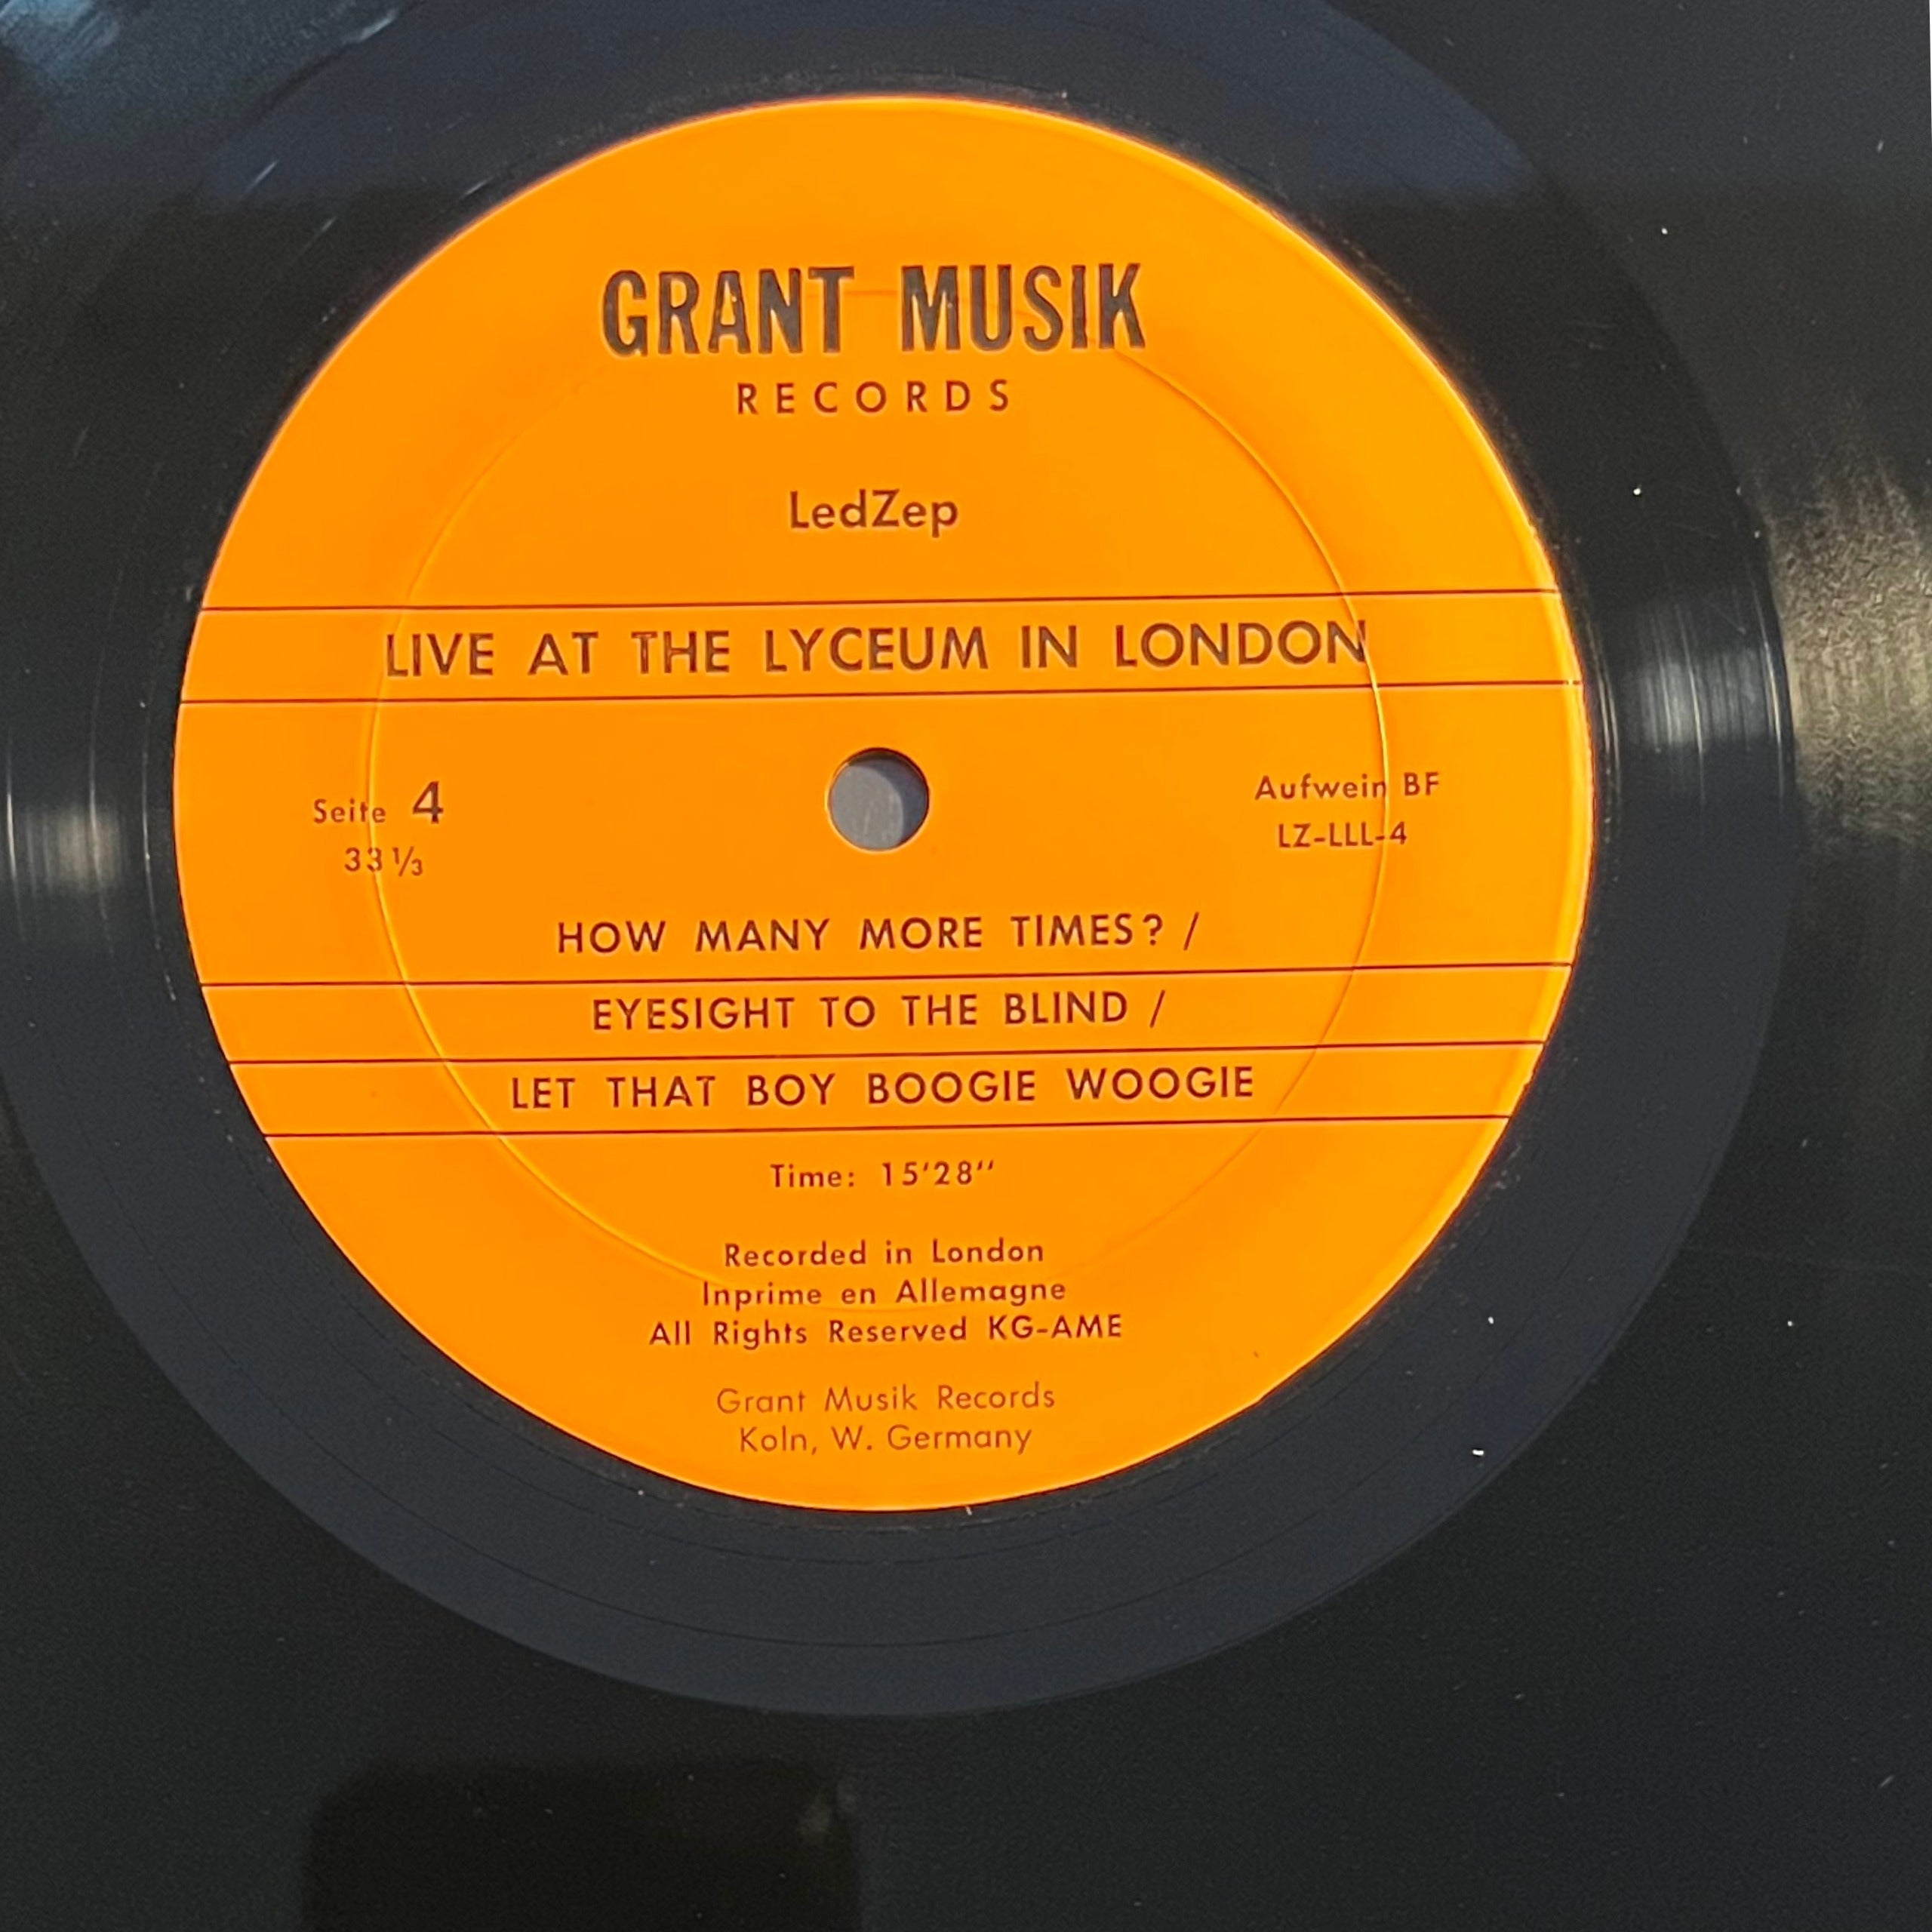 GRANT MUSIK
RECORDS
LedZep
LIVE AT THE LYCEUM IN LONDON
Seite 4
33 1/3
Aufwein BF
LZ-LLL-4
HOW MANY MORE TIMES? /
EYESIGHT TO THE BLIND /
LET THAT BOY BOOGIE WOOGIE
Time: 15'28"
Recorded in London
Inprime en Allemagne
All Rights Reserved KG-AME
Grant Musik Records
Koln, W. Germany